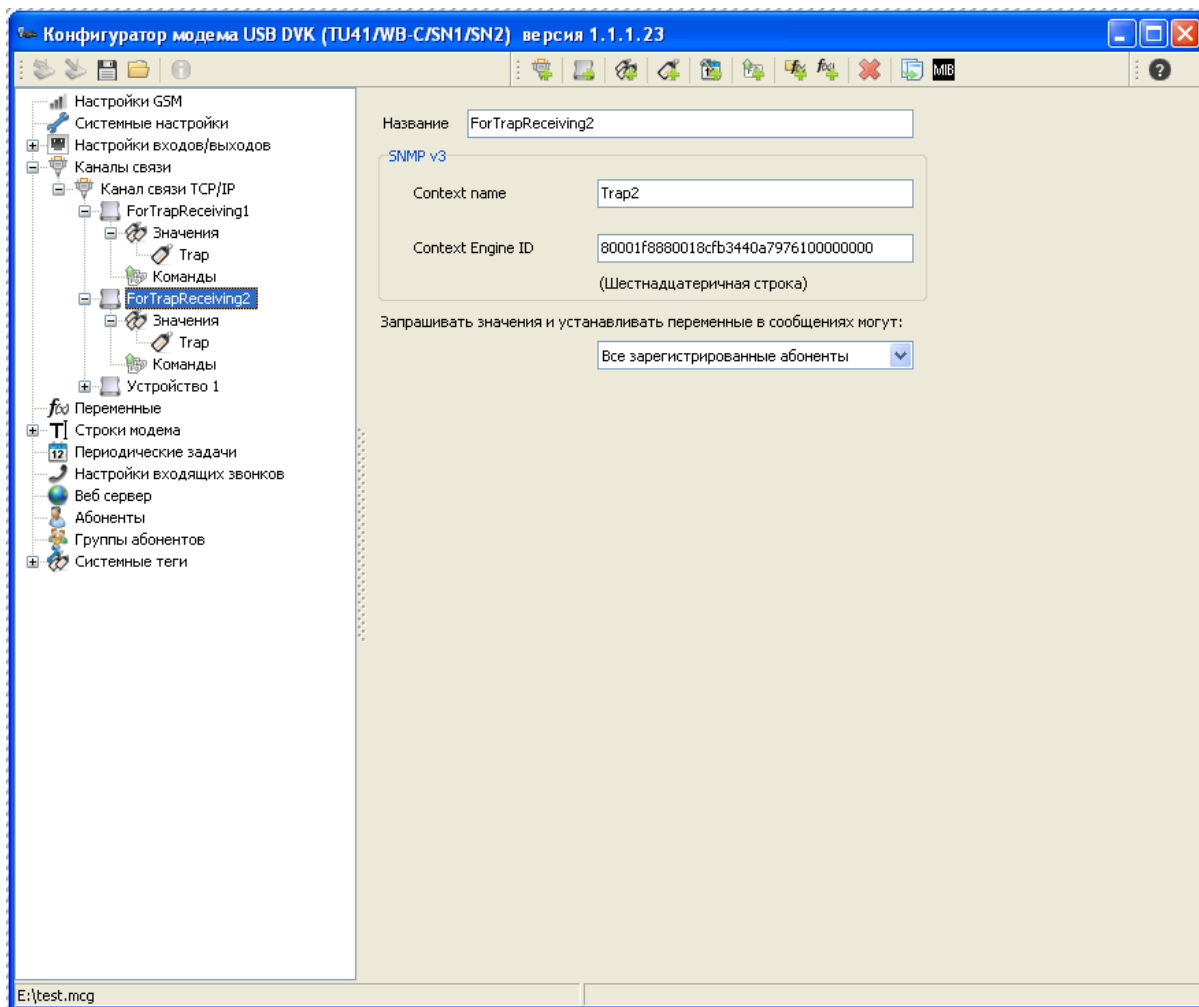 Конфигуратор модема USB DVK (TU41/WB-C/SN1/SN2) версия 1.1.1.23
MIB
Настройки GSM
Системные настройки
Настройки входов/выходов
Каналы связи
Канал связи TCP/IP
ForTrapReceiving1
Значения
Trap
Команды
ForTrapReceiving2
Значения
Trap
Команды
Устройство 1
f(x) Переменные
Строки модема
12 Периодические задачи
Настройки входящих звонков
Веб сервер
Абоненты
Группы абонентов
Системные теги
Название ForTrapReceiving2
SNMP v3
Context name Trap2
Context Engine ID 80001f8880018cfb3440a7976100000000
(Шестнадцатеричная строка)
Запрашивать значения и устанавливать переменные в сообщениях могут:
Все зарегистрированные абоненты
E:\test.mcg